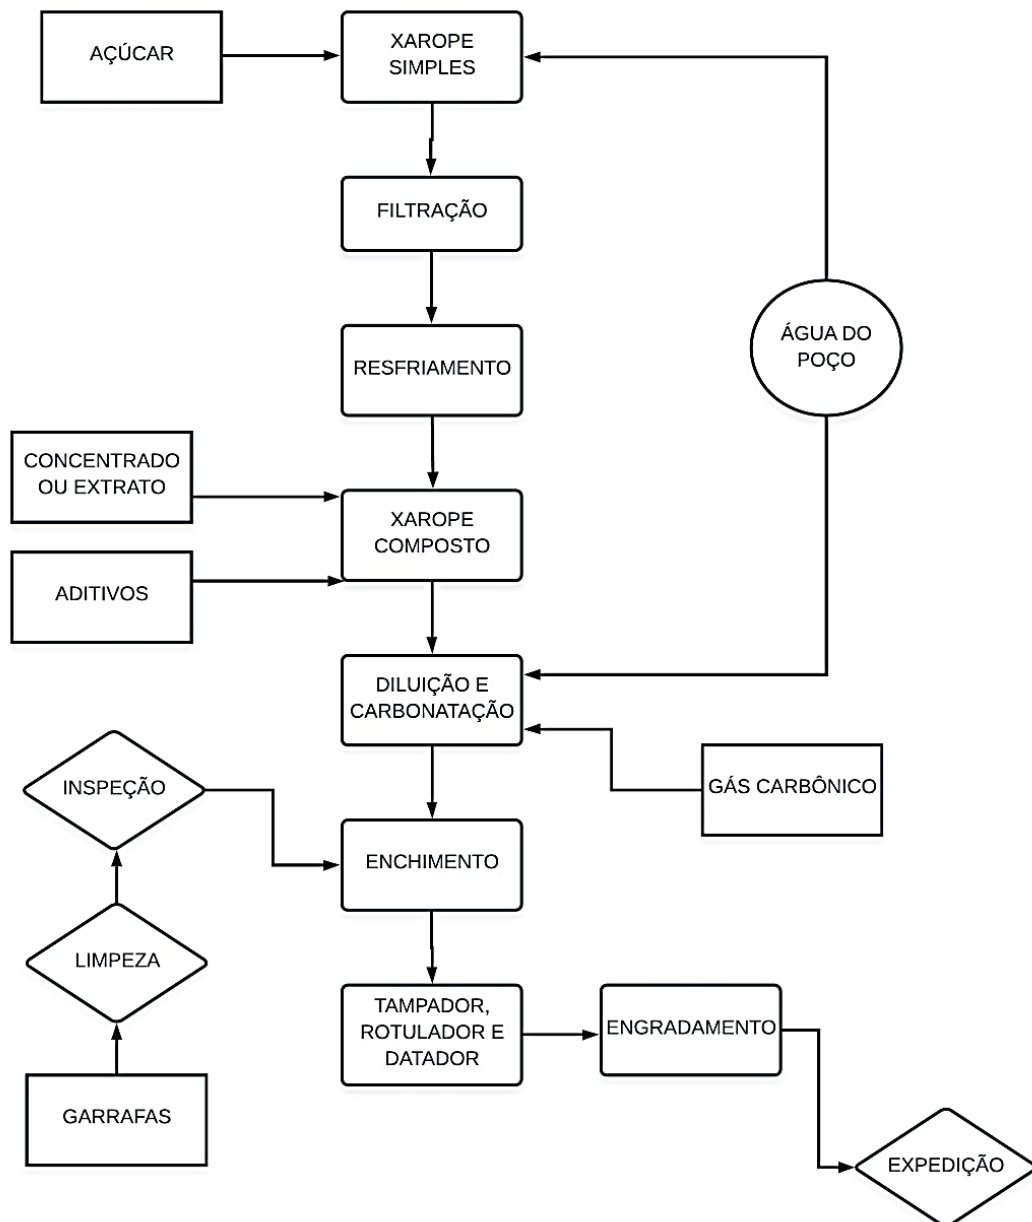 AÇÚCAR
XAROPE
SIMPLES
FILTRAÇÃO
ÁGUA DO
POÇO
RESFRIAMENTO
CONCENTRADO
OU EXTRATO
XAROPE
COMPOSTO
ADITIVOS
DILUIÇÃO E
CARBONATAÇÃO
GÁS CARBÔNICO
INSPEÇÃO
ENCHIMENTO
LIMPEZA
TAMPADOR,
ROTULADOR E
DATADOR
ENGRADAMENTO
GARRAFAS
EXPEDIÇÃO